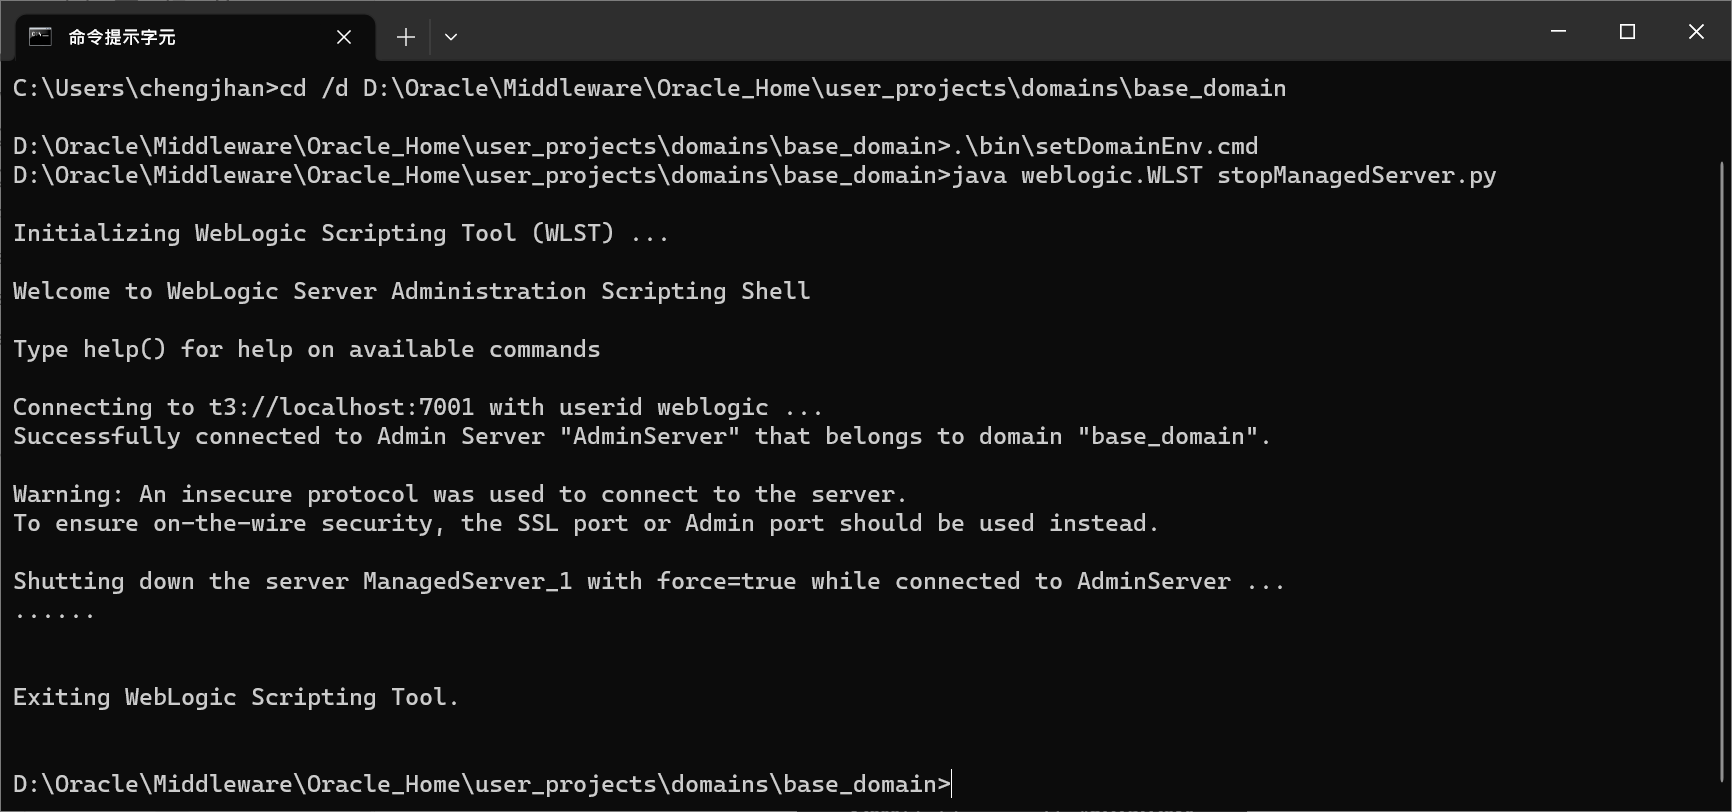 命令提示字元
C:\Users\chengjhan>cd /d D:\Oracle\Middleware\Oracle_Home\user_projects\domains\base_domain
D:\Oracle\Middleware\Oracle_Home\user_projects\domains\base_domain>.\bin\setDomainEnv.cmd
D:\Oracle\Middleware\Oracle_Home\user_projects\domains\base_domain>java weblogic.WLST stopManagedServer.py
Initializing WebLogic Scripting Tool (WLST) ...
Welcome to WebLogic Server Administration Scripting Shell
Type help() for help on available commands
Connecting to t3://localhost:7001 with userid weblogic ...
Successfully connected to Admin Server "AdminServer" that belongs to domain "base_domain".
Warning: An insecure protocol was used to connect to the server.
To ensure on-the-wire security, the SSL port or Admin port should be used instead.
Shutting down the server ManagedServer_1 with force=true while connected to AdminServer ...
......
Exiting WebLogic Scripting Tool.
D:\Oracle\Middleware\Oracle_Home\user_projects\domains\base_domain>